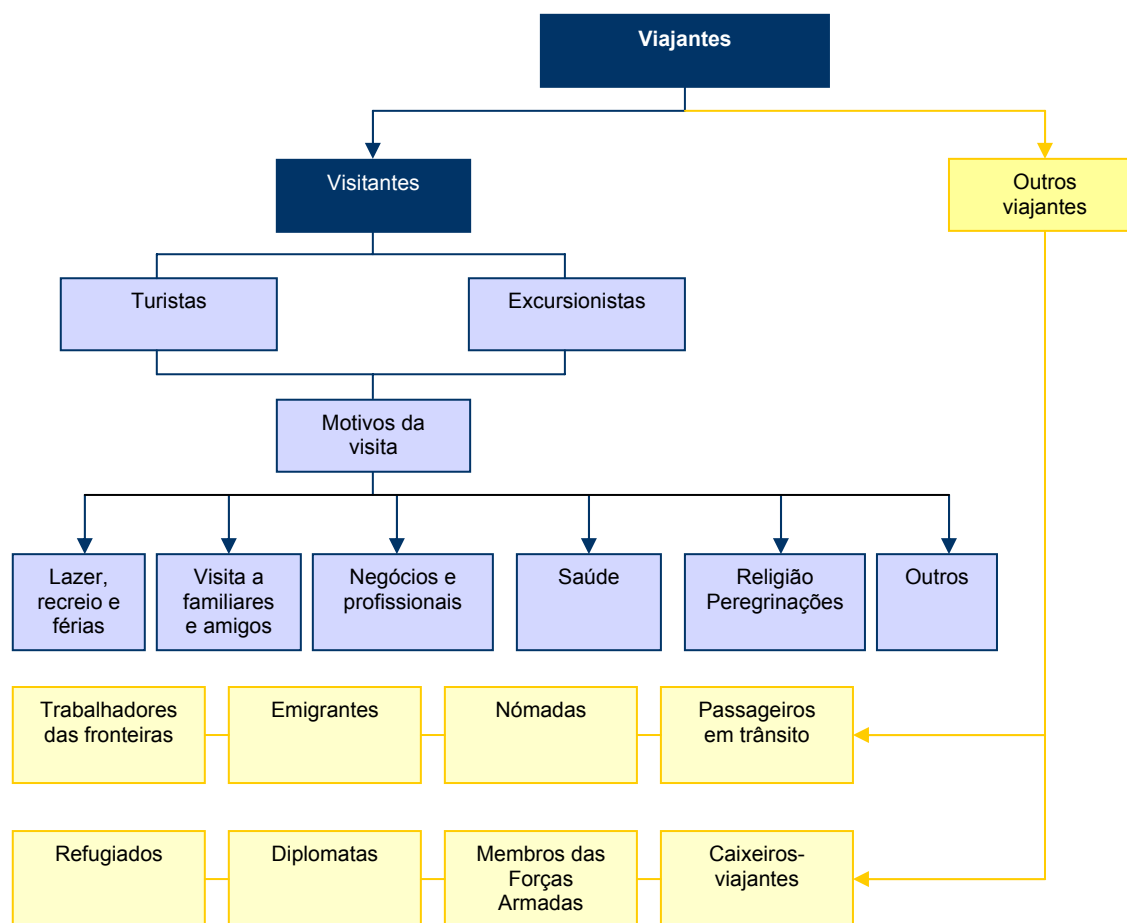 Viajantes
Visitantes
Outros
viajantes
Turistas
Excursionistas
Motivos da
visita
Lazer,
recreio e
férias
Visita a
familiares
e amigos
Negócios e
profissionais
Saúde
Religião
Peregrinações
Outros
Trabalhadores
das fronteiras
Emigrantes
Nómadas
Passageiros
em trânsito
Refugiados
Diplomatas
Membros das
Forças
Armadas
Caixeiros-
viajantes